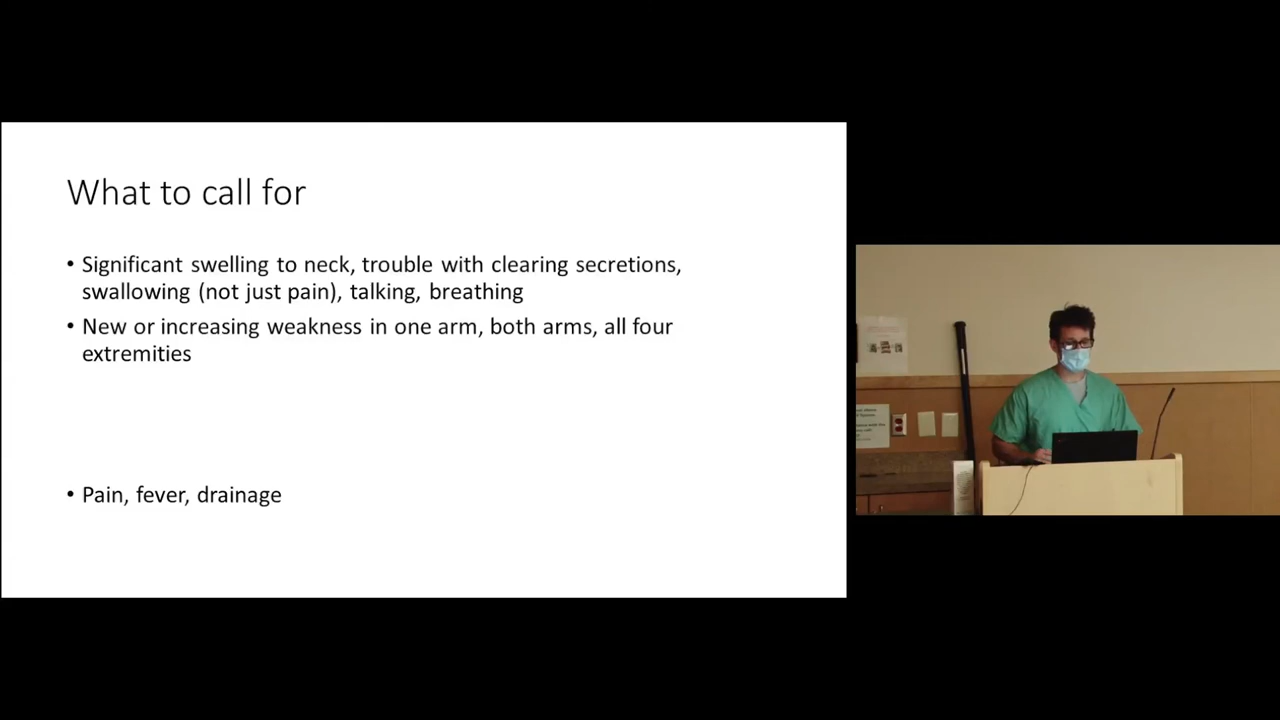 What to call for
• Significant swelling to neck, trouble with clearing secretions,
swallowing (not just pain), talking, breathing
• New or increasing weakness in one arm, both arms, all four
extremities
• Pain, fever, drainage